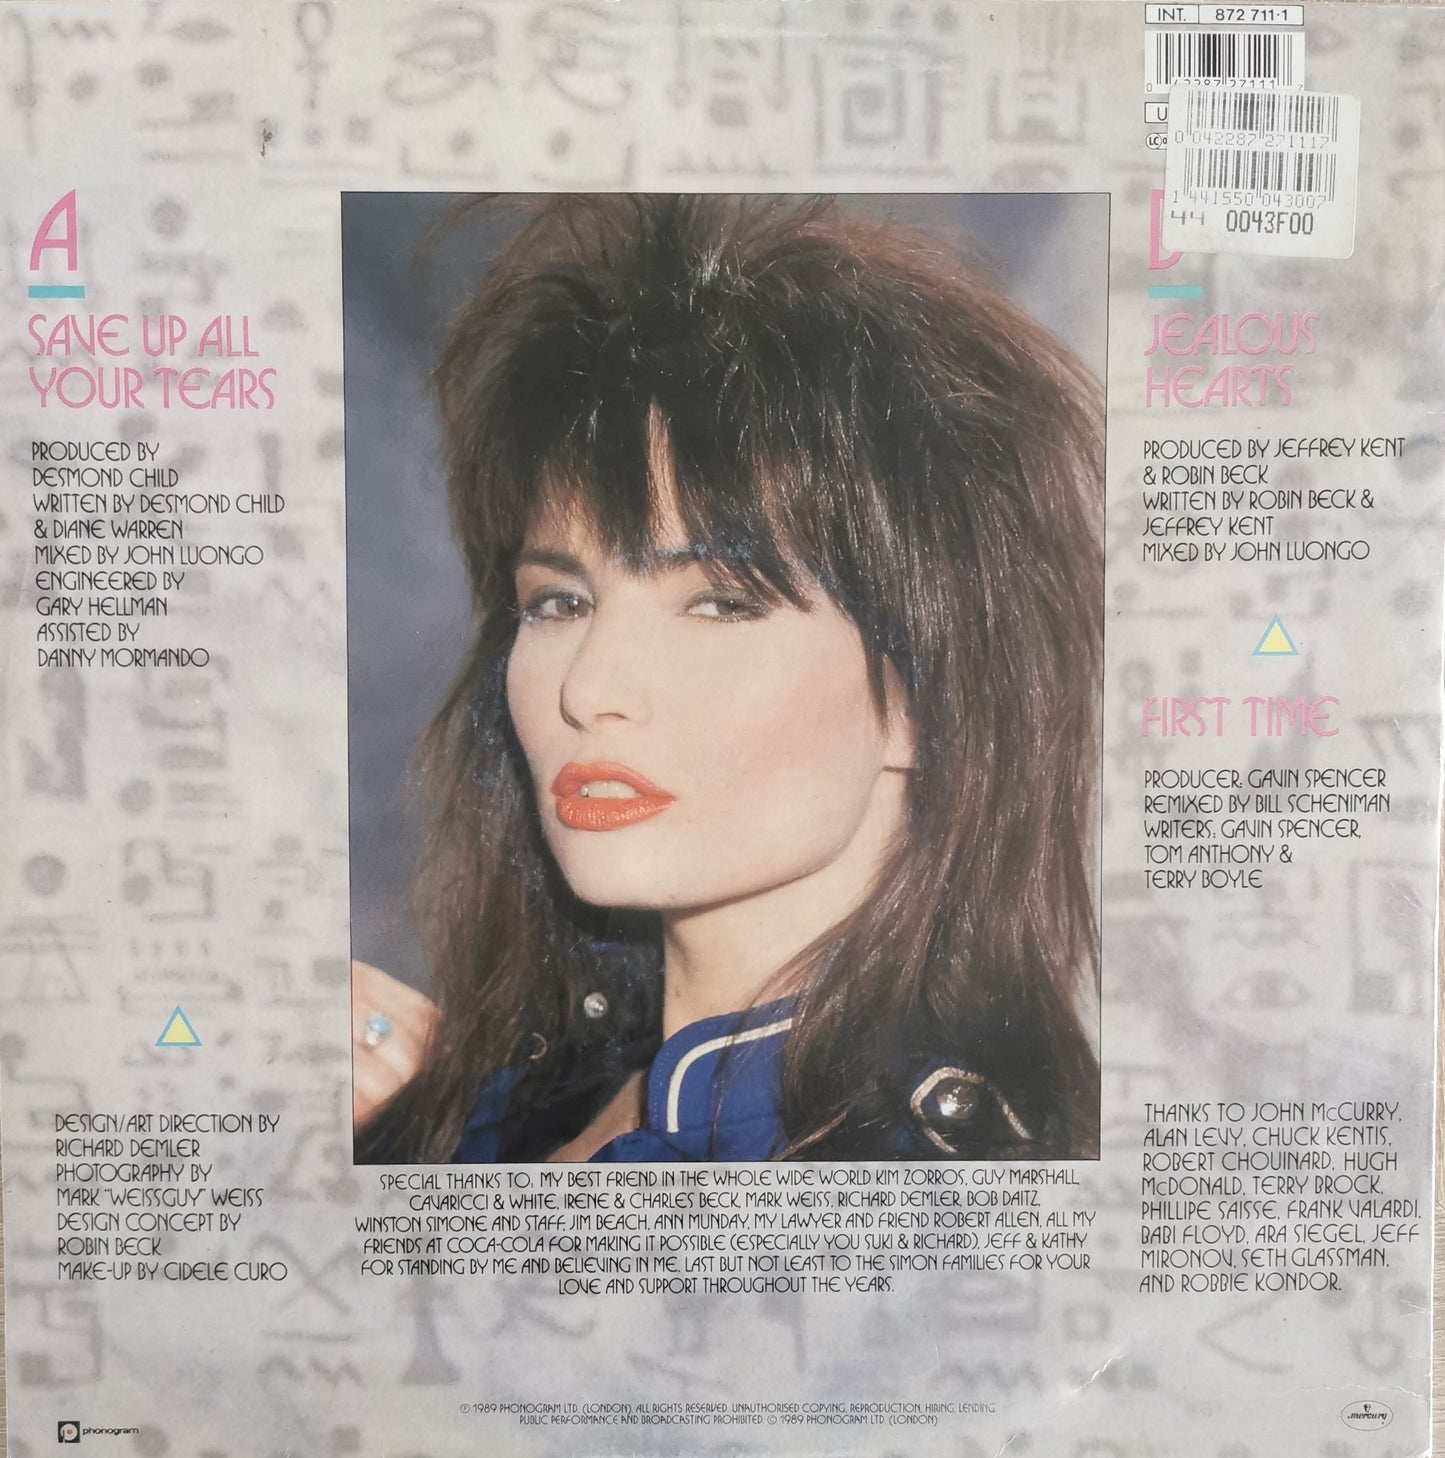 INT. 872 711-1
0 042287 271117
1 441550 043007
44 0043F00
A
SAVE UP ALL
YOUR TEARS
PRODUCED BY
DESMOND CHILD
WRITTEN BY DESMOND CHILD
& DIANE WARREN
MIXED BY JOHN LUONGO
ENGINEERED BY
GARY HELLMAN
ASSISTED BY
DANNY MORMANDO
DESIGN/ART DIRECTION BY
RICHARD DEMLER
PHOTOGRAPHY BY
MARK "WEISSGUY" WEISS
DESIGN CONCEPT BY
ROBIN BECK
MAKE-UP BY CIDELE CURO
JEALOUS
HEARTS
PRODUCED BY JEFFREY KENT
& ROBIN BECK
WRITTEN BY ROBIN BECK &
JEFFREY KENT
MIXED BY JOHN LUONGO
FIRST TIME
PRODUCER: GAVIN SPENCER
REMIXED BY BILL SCHENIMAN
WRITERS: GAVIN SPENCER,
TOM ANTHONY &
TERRY BOYLE
THANKS TO JOHN McCURRY,
ALAN LEVY, CHUCK KENTIS,
ROBERT CHOUINARD, HUGH
McDONALD, TERRY BROCK,
PHILLIPE SAISSE, FRANK VALARDI,
BABI FLOYD, ARA SIEGEL, JEFF
MIRONOV, SETH GLASSMAN,
AND ROBBIE KONDOR.
SPECIAL THANKS TO: MY BEST FRIEND IN THE WHOLE WIDE WORLD KIM ZORROS, GUY MARSHALL,
CAVARICCI & WHITE, IRENE & CHARLES BECK, MARK WEISS, RICHARD DEMLER, BOB DAITZ,
WINSTON SIMONE AND STAFF, JIM BEACH, ANN MUNDAY, MY LAWYER AND FRIEND ROBERT ALLEN, ALL MY
FRIENDS AT COCA-COLA FOR MAKING IT POSSIBLE (ESPECIALLY YOU SUKI & RICHARD), JEFF & KATHY
FOR STANDING BY ME AND BELIEVING IN ME. LAST BUT NOT LEAST TO THE SIMON FAMILIES FOR YOUR
LOVE AND SUPPORT THROUGHOUT THE YEARS.
℗ 1989 PHONOGRAM LTD. (LONDON). ALL RIGHTS RESERVED. UNAUTHORISED COPYING, REPRODUCTION, HIRING, LENDING,
PUBLIC PERFORMANCE AND BROADCASTING PROHIBITED. © 1989 PHONOGRAM LTD. (LONDON)
phonogram
mercury